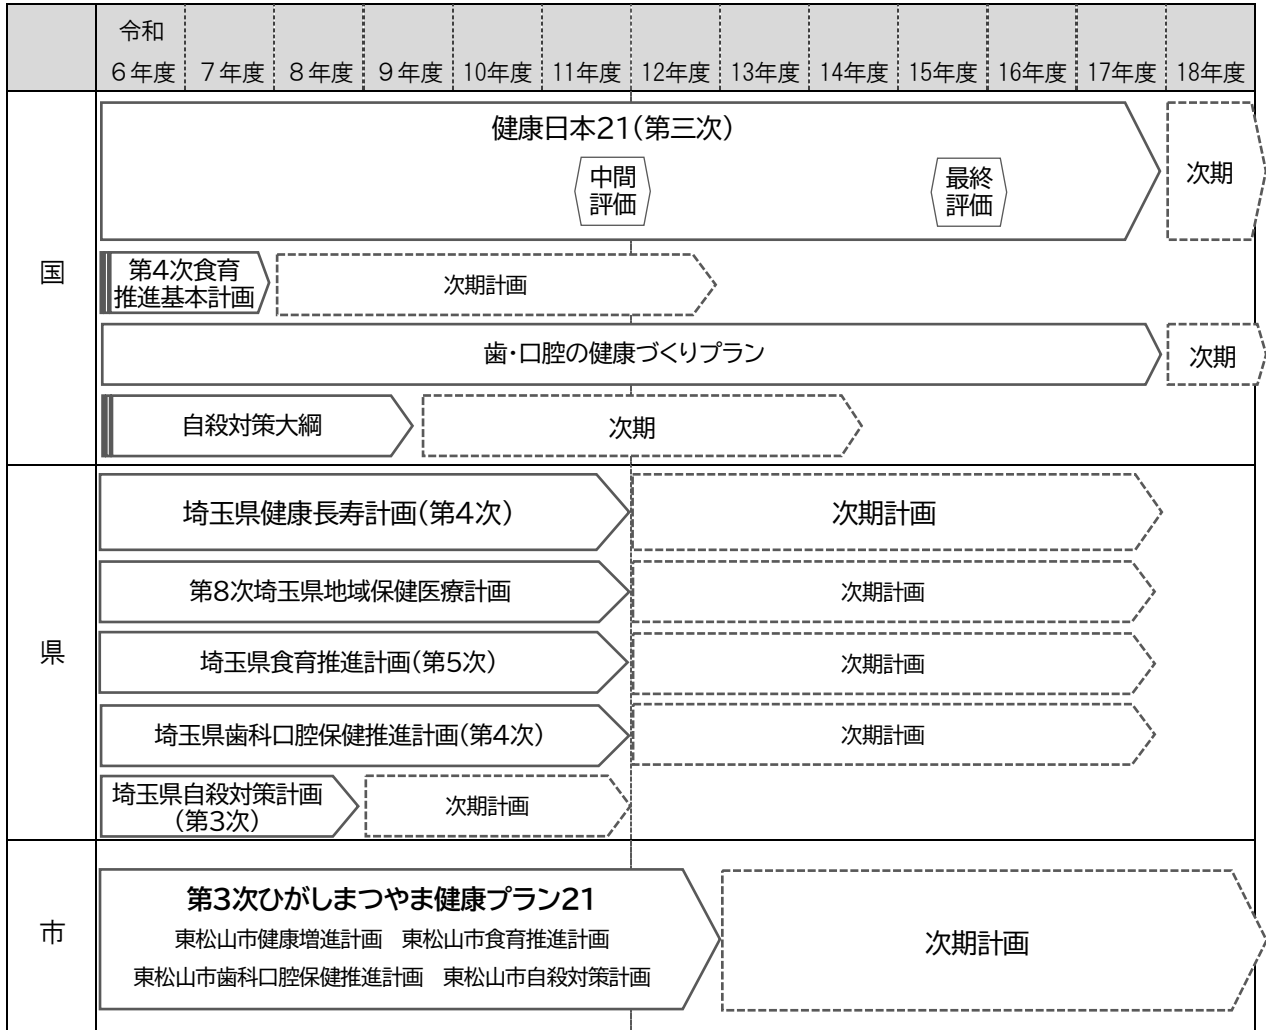 令和
6年度 7年度 8年度 9年度 10年度 11年度 12年度 13年度 14年度 15年度 16年度 17年度 18年度
国
健康日本21(第三次)
中間
評価
最終
評価
次期
第4次食育
推進基本計画
次期計画
歯・口腔の健康づくりプラン
次期
自殺対策大綱
次期
県
埼玉県健康長寿計画(第4次)
次期計画
第8次埼玉県地域保健医療計画
次期計画
埼玉県食育推進計画(第5次)
次期計画
埼玉県歯科口腔保健推進計画(第4次)
次期計画
埼玉県自殺対策計画
(第3次)
次期計画
市
第3次ひがしまつやま健康プラン21
東松山市健康増進計画 東松山市食育推進計画
東松山市歯科口腔保健推進計画 東松山市自殺対策計画
次期計画